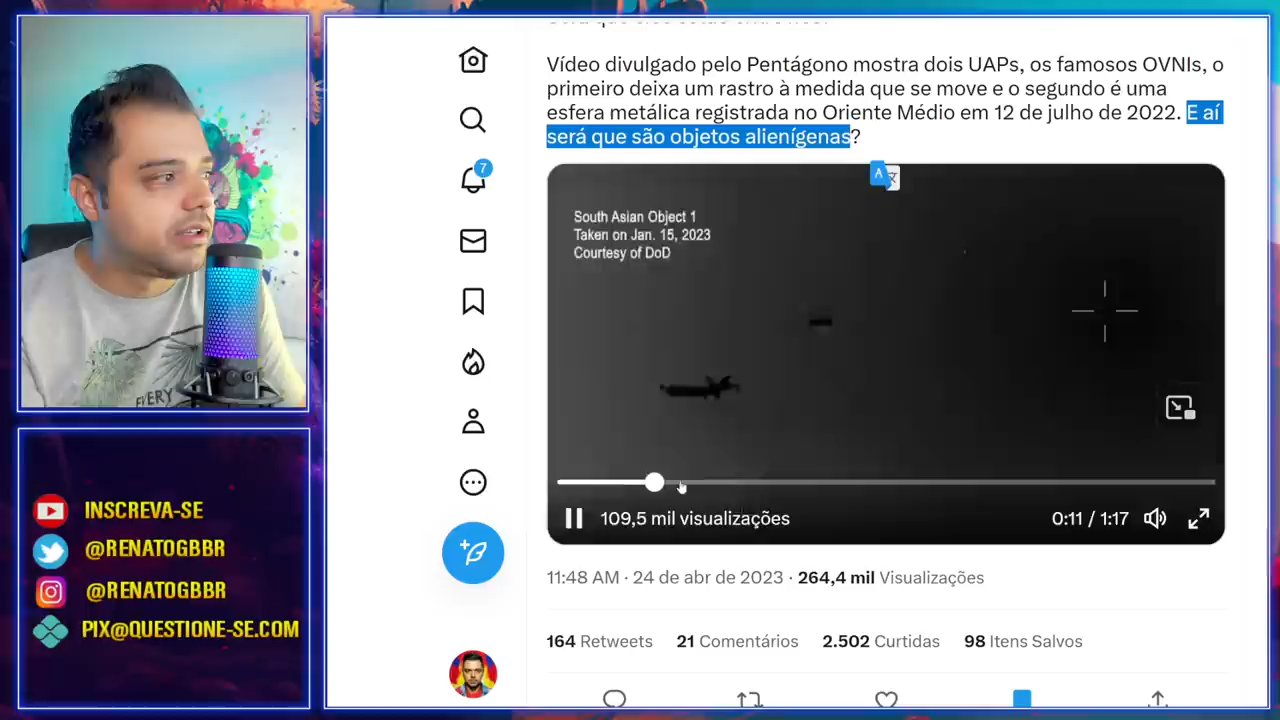 Vídeo divulgado pelo Pentágono mostra dois UAPs, os famosos OVNIs, o
primeiro deixa um rastro à medida que se move e o segundo é uma
esfera metálica registrada no Oriente Médio em 12 de julho de 2022. E aí
será que são objetos alienígenas?
South Asian Object 1
Taken on Jan. 15, 2023
Courtesy of DoD
109,5 mil visualizações
0:11 / 1:17
11:48 AM · 24 de abr de 2023 · 264,4 mil Visualizações
164 Retweets 21 Comentários 2.502 Curtidas 98 Itens Salvos
7
EVERY
INSCREVA-SE
@RENATOGBBR
@RENATOGBBR
PIX@QUESTIONE-SE.COM